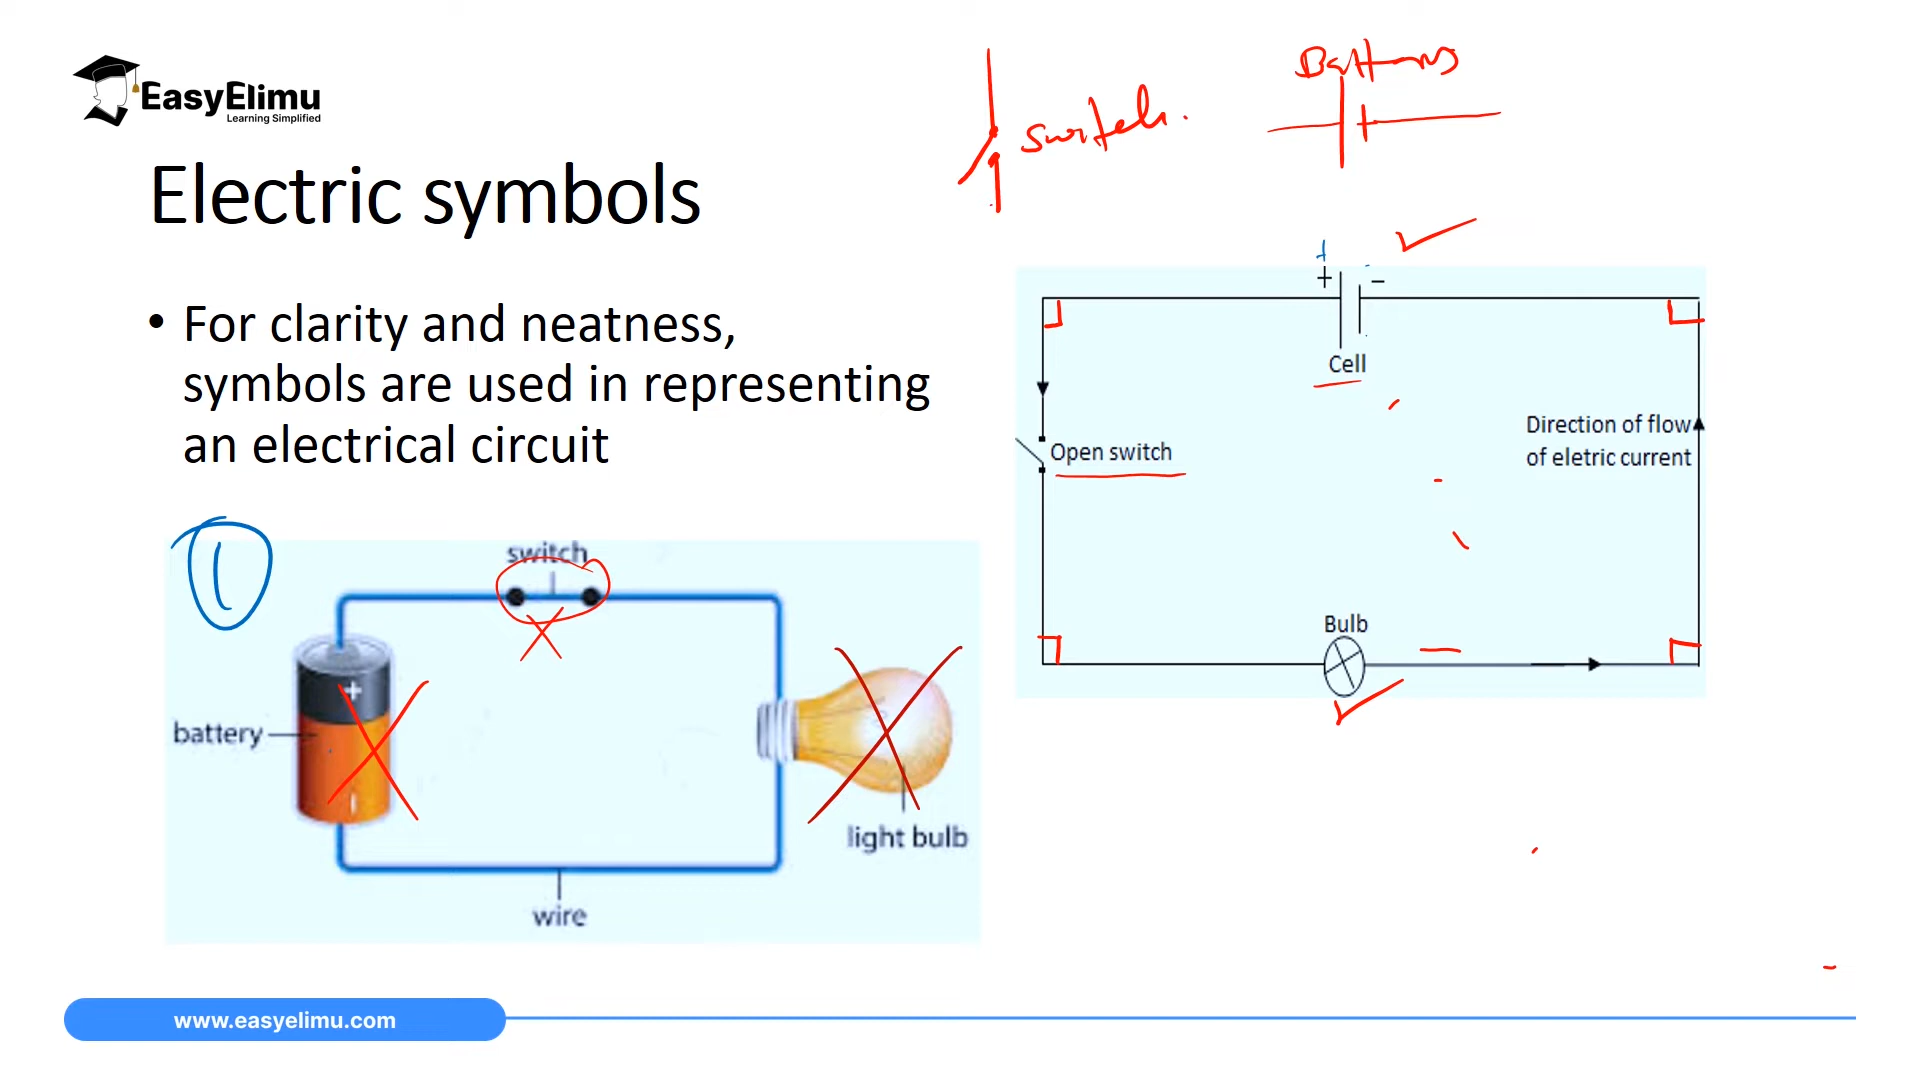 EasyElimu
Learning Simplified
Electric symbols
• For clarity and neatness,
symbols are used in representing
an electrical circuit
1
switch
battery
light bulb
wire
switch.
+
+ -
Cell
Open switch
Direction of flow
of eletric current
Bulb
www.easyelimu.com